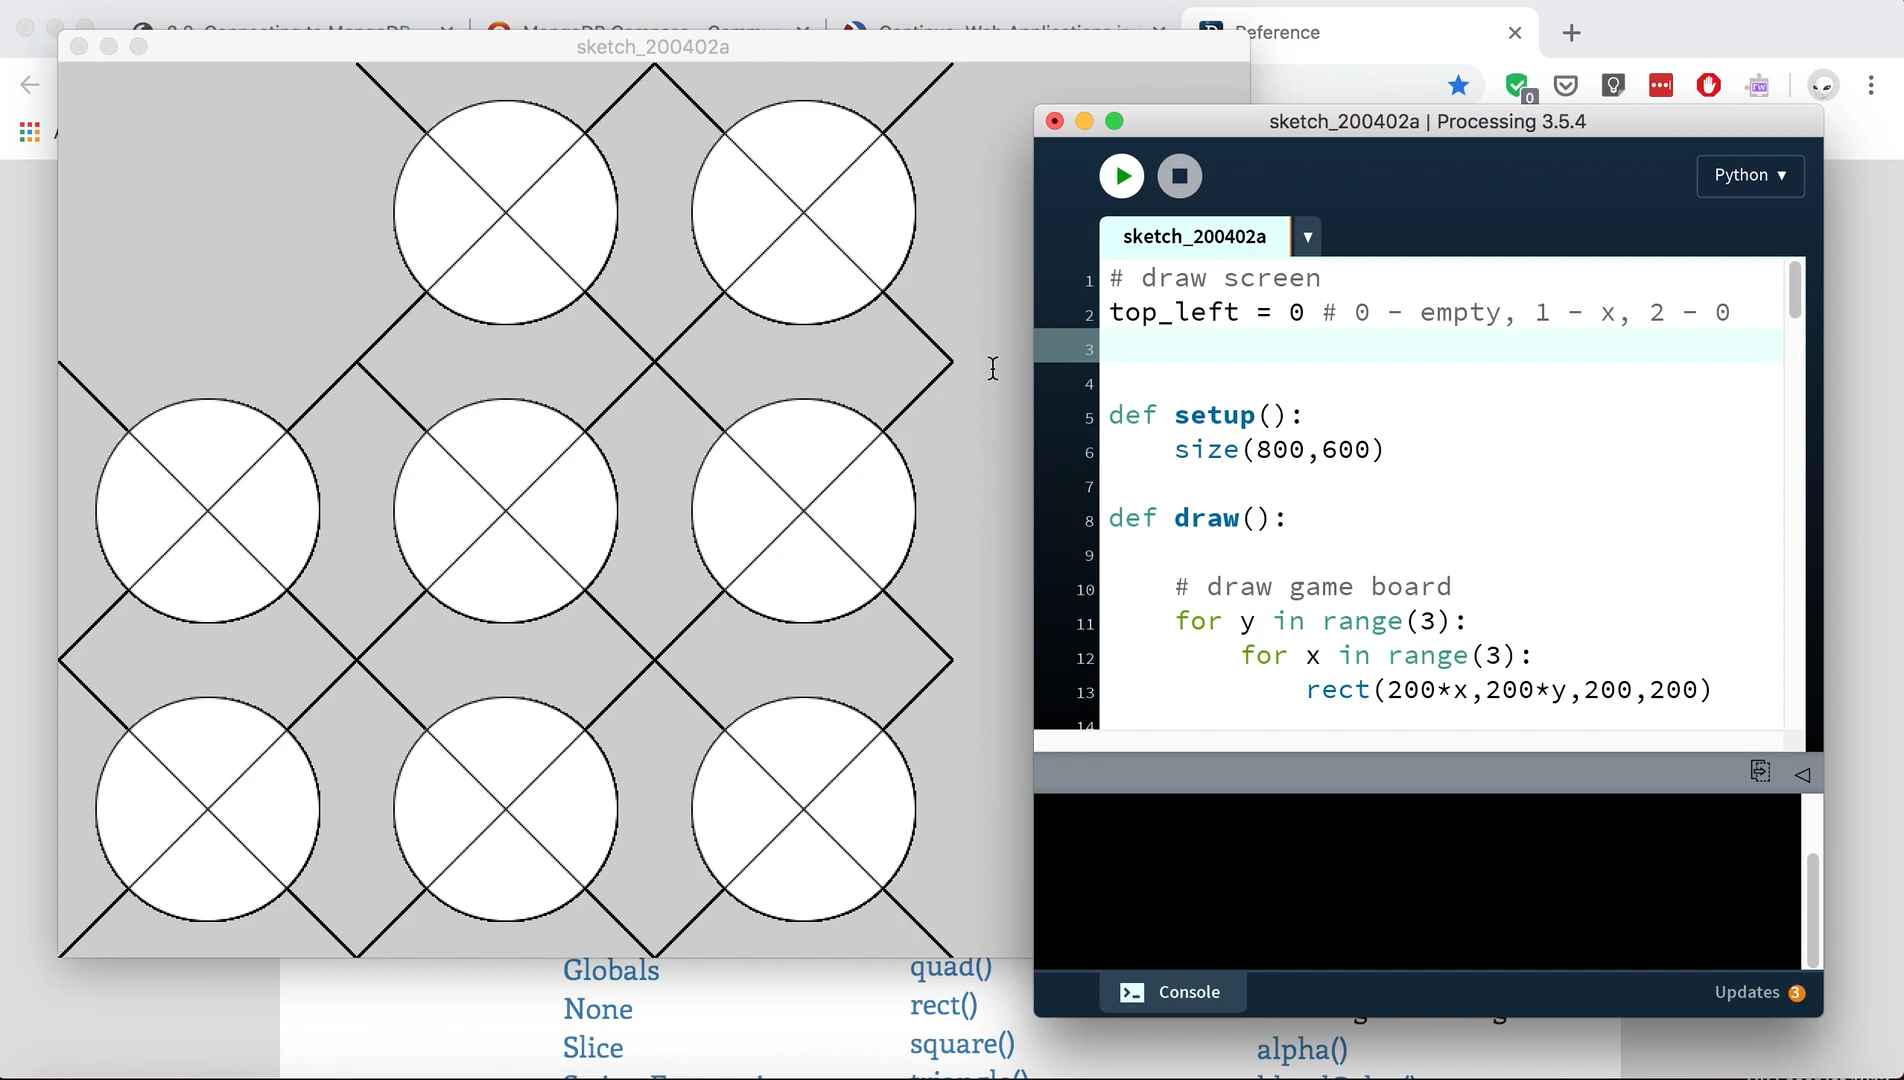 Reference
sketch_200402a
0
sketch_200402a | Processing 3.5.4
Python ▼
sketch_200402a
▼
1 # draw screen
2 top_left = 0 # 0 - empty, 1 - x, 2 - 0
3
4
5 def setup():
6 size(800,600)
7
8 def draw():
9
10 # draw game board
11 for y in range(3):
12 for x in range(3):
13 rect(200*x,200*y,200,200)
14
Console
Updates 3
Globals
None
Slice
quad()
rect()
square()
triangle()
alpha()